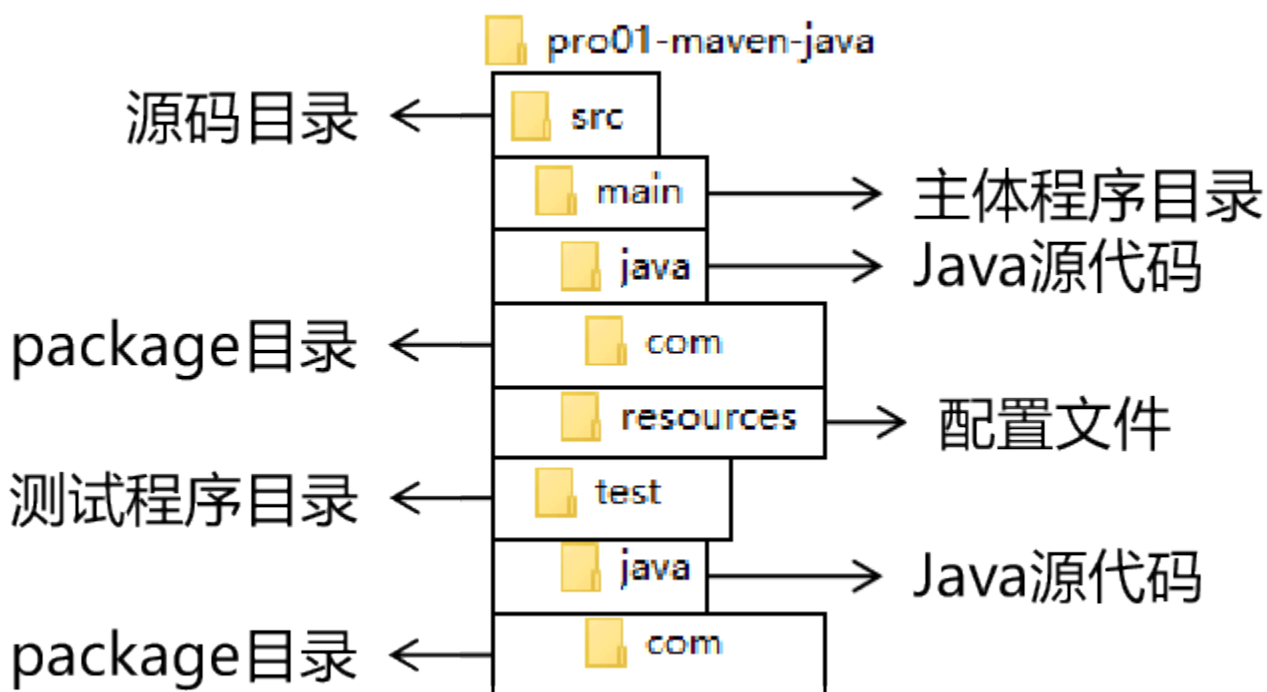 pro01-maven-java
源码目录
src
main
主体程序目录
java
Java源代码
package目录
com
resources
配置文件
测试程序目录
test
java
Java源代码
package目录
com